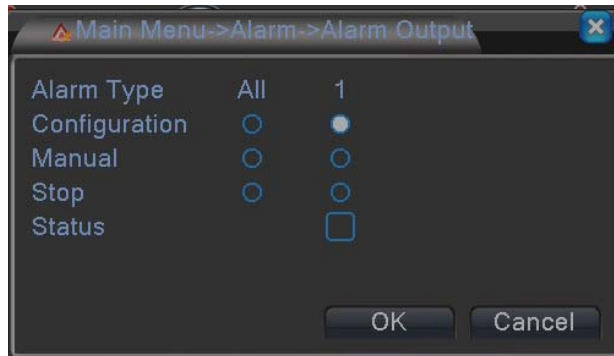 Main Menu->Alarm->Alarm Output
Alarm Type All 1
Configuration
Manual
Stop
Status
OK Cancel